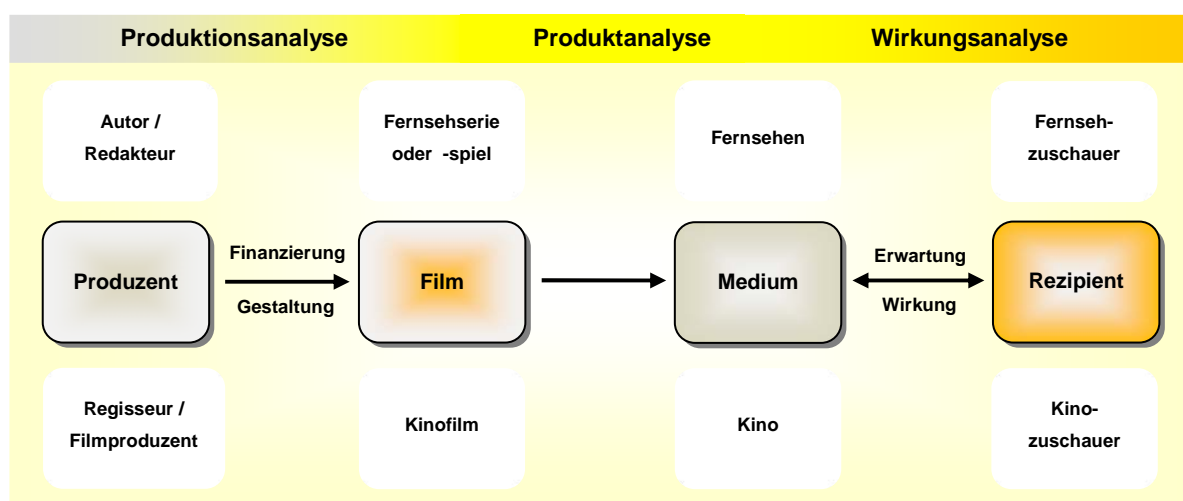 Produktionsanalyse Produktanalyse Wirkungsanalyse
Autor /
Redakteur
Fernsehserie
oder -spiel
Fernsehen
Fernseh-
zuschauer
Produzent
Finanzierung
Gestaltung
Film
Medium
Erwartung
Wirkung
Rezipient
Regisseur /
Filmproduzent
Kinofilm
Kino
Kino-
zuschauer